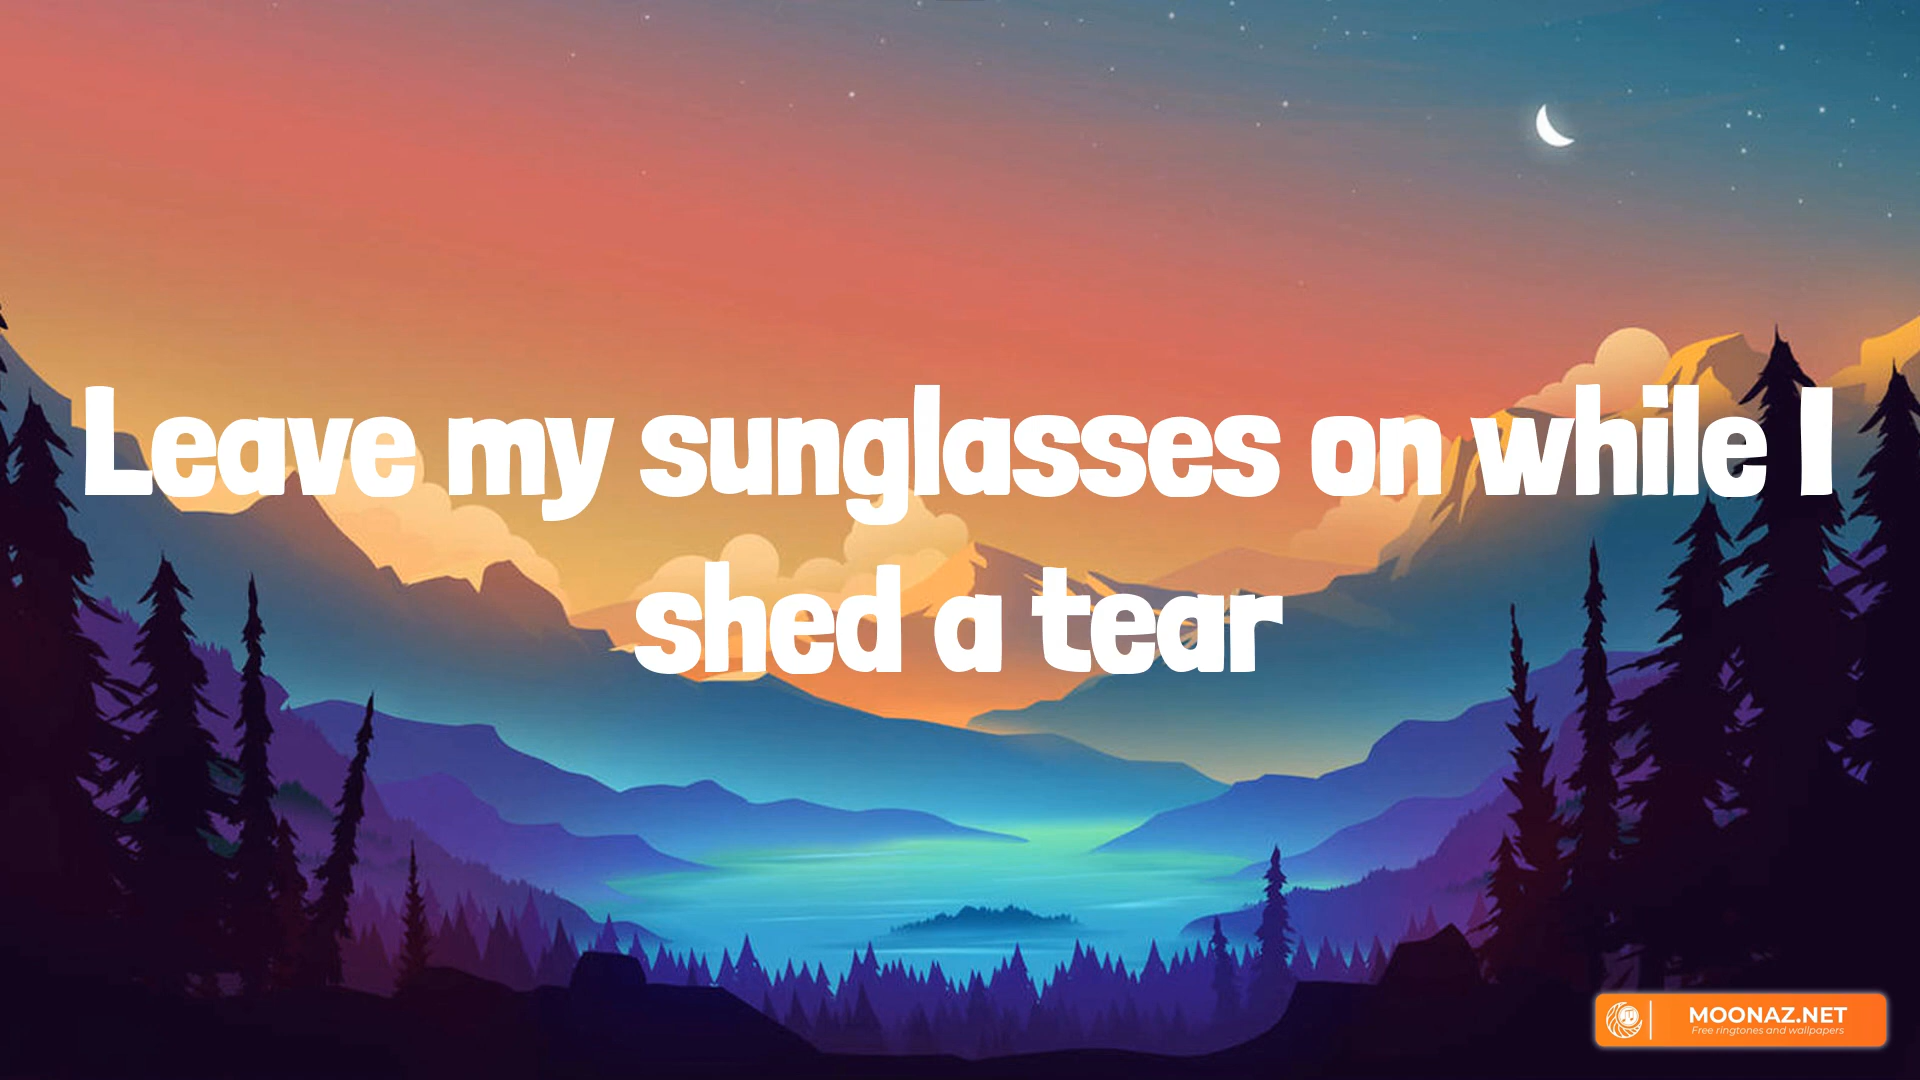 Leave my sunglasses on while I
shed a tear
MOONAZ.NET
Free ringtones and wallpapers